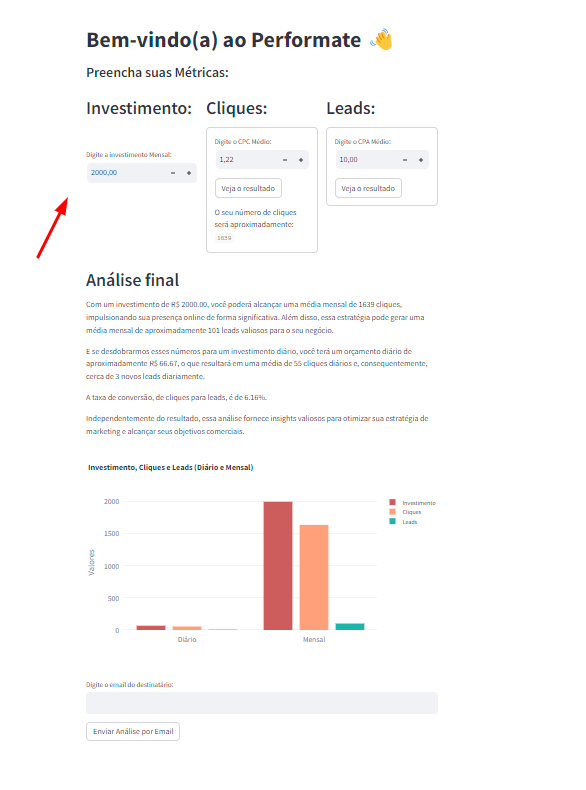 Bem-vindo(a) ao Performate 👋
Preencha suas Métricas:
Investimento:
Digite a investimento Mensal:
2000,00
Cliques:
Digite o CPC Médio:
1,22
Veja o resultado
O seu número de cliques
será aproximadamente:
1639
Leads:
Digite o CPA Médio:
10,00
Veja o resultado
Análise final
Com um investimento de R$ 2000.00, você poderá alcançar uma média mensal de 1639 cliques,
impulsionando sua presença online de forma significativa. Além disso, essa estratégia pode gerar uma
média mensal de aproximadamente 101 leads valiosos para o seu negócio.
E se desdobrarmos esses números para um investimento diário, você terá um orçamento diário de
aproximadamente R$ 66.67, o que resultará em uma média de 55 cliques diários e, consequentemente,
cerca de 3 novos leads diariamente.
A taxa de conversão, de cliques para leads, é de 6.16%.
Independentemente do resultado, essa análise fornece insights valiosos para otimizar sua estratégia de
marketing e alcançar seus objetivos comerciais.
Investimento, Cliques e Leads (Diário e Mensal)
Valores
2000
1500
1000
500
0
Diário
Mensal
Investimento
Cliques
Leads
Digite o email do destinatário:
Enviar Análise por Email